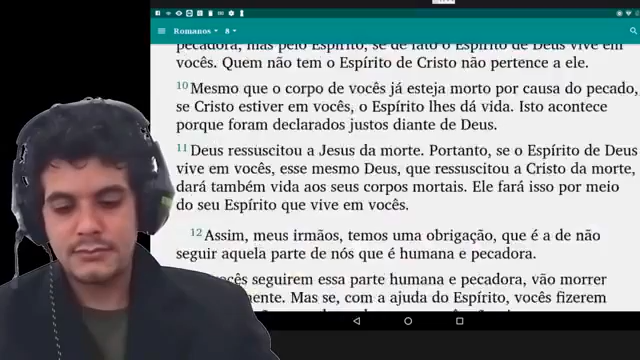 Romanos 8
pecadora, mas pelo Espírito, se de fato o Espírito de Deus vive em
vocês. Quem não tem o Espírito de Cristo não pertence a ele.
10 Mesmo que o corpo de vocês já esteja morto por causa do pecado,
se Cristo estiver em vocês, o Espírito lhes dá vida. Isto acontece
porque foram declarados justos diante de Deus.
11 Deus ressuscitou a Jesus da morte. Portanto, se o Espírito de Deus
vive em vocês, esse mesmo Deus, que ressuscitou a Cristo da morte,
dará também vida aos seus corpos mortais. Ele fará isso por meio
do seu Espírito que vive em vocês.
12 Assim, meus irmãos, temos uma obrigação, que é a de não
seguir aquela parte de nós que é humana e pecadora.
vocês seguirem essa parte humana e pecadora, vão morrer
mente. Mas se, com a ajuda do Espírito, vocês fizerem